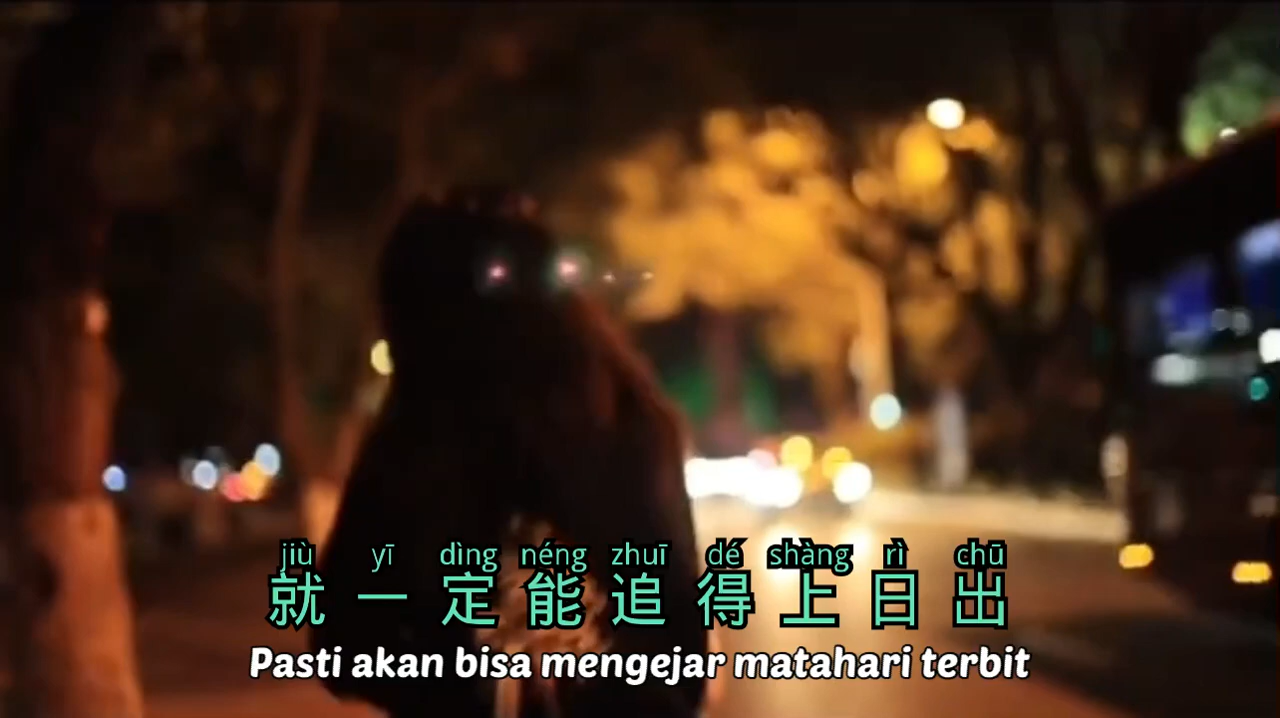 jiù yī dìng néng zhuī dé shàng rì chū
就一定能追得上日出
Pasti akan bisa mengejar matahari terbit